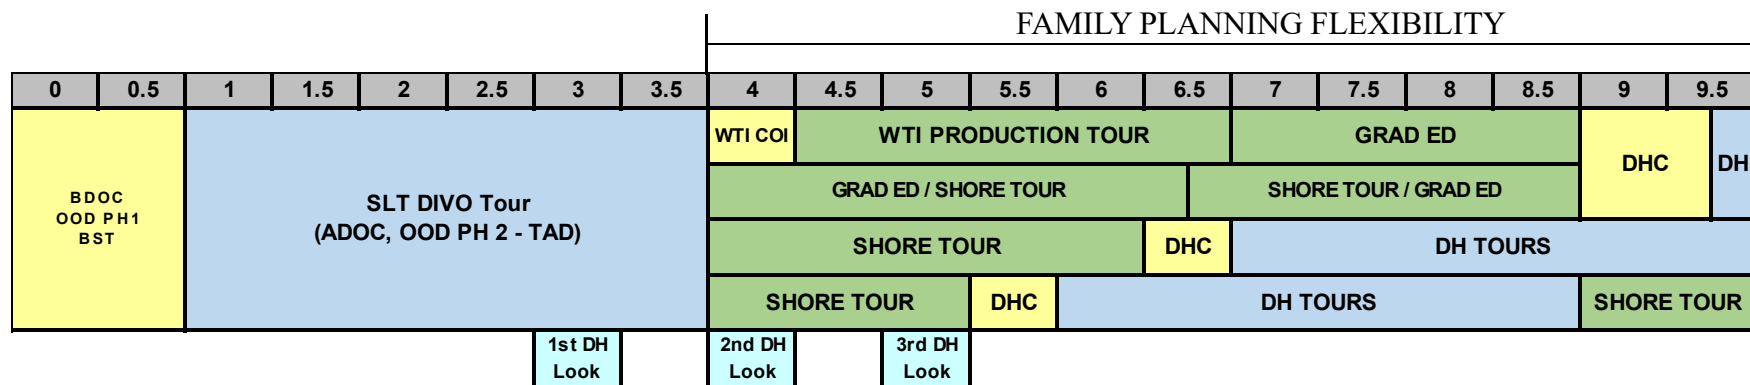 FAMILY PLANNING FLEXIBILITY
0 0.5 1 1.5 2 2.5 3 3.5 4 4.5 5 5.5 6 6.5 7 7.5 8 8.5 9 9.5
BDOC
OOD PH1
BST
SLT DIVO Tour
(ADOC, OOD PH 2 - TAD)
WTI COI WTI PRODUCTION TOUR GRAD ED
DHC DH
GRAD ED / SHORE TOUR SHORE TOUR / GRAD ED
SHORE TOUR DHC DH TOURS
SHORE TOUR DHC DH TOURS SHORE TOUR
1st DH
Look
2nd DH
Look
3rd DH
Look